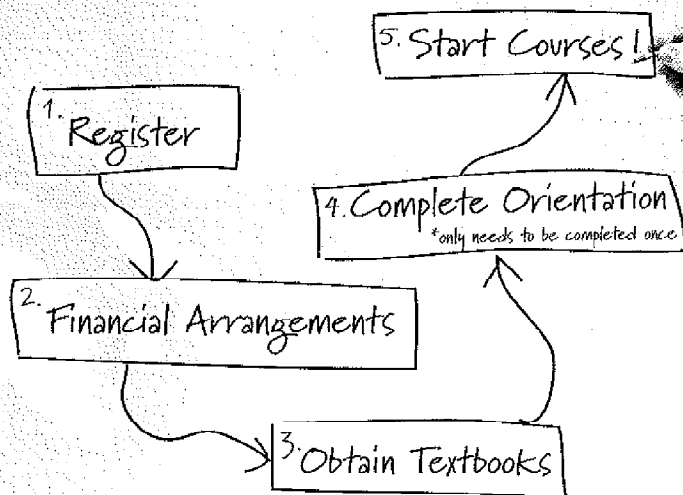 1. Register
2. Financial Arrangements
3. Obtain Textbooks
4. Complete Orientation
*only needs to be completed once
5. Start Courses!